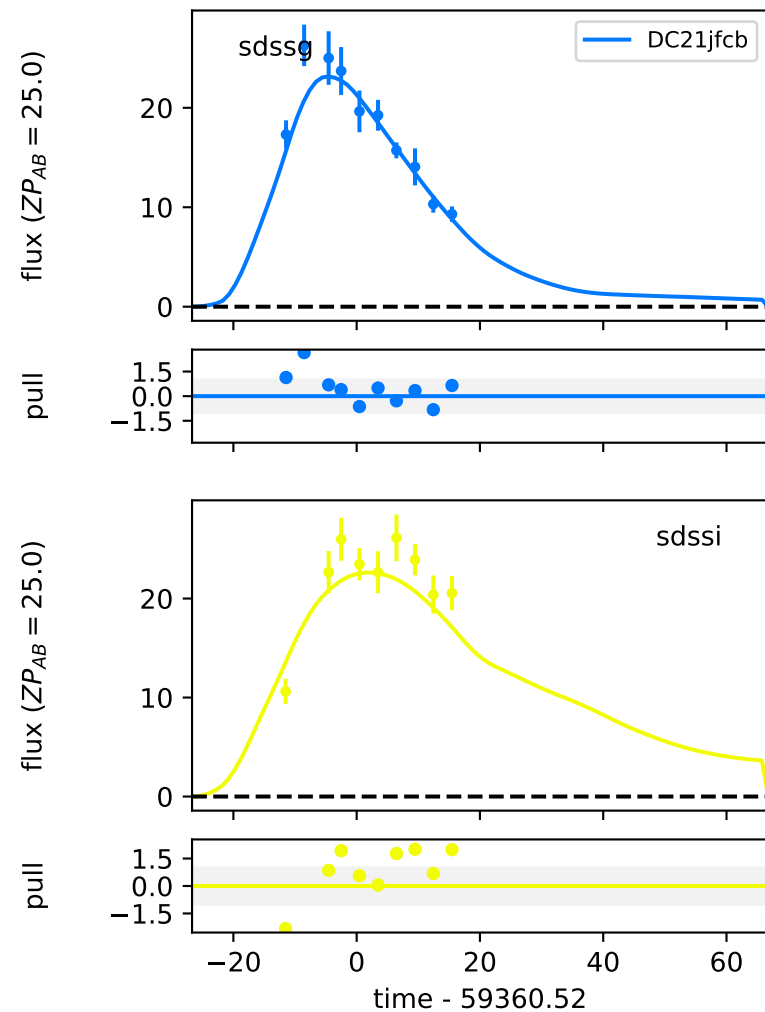 sdssg
DC21jfcb
flux (ZP_AB = 25.0)
20
10
0
pull
1.5
0.0
−1.5
sdssi
flux (ZP_AB = 25.0)
20
10
0
pull
1.5
0.0
−1.5
−20 0 20 40 60
time - 59360.52